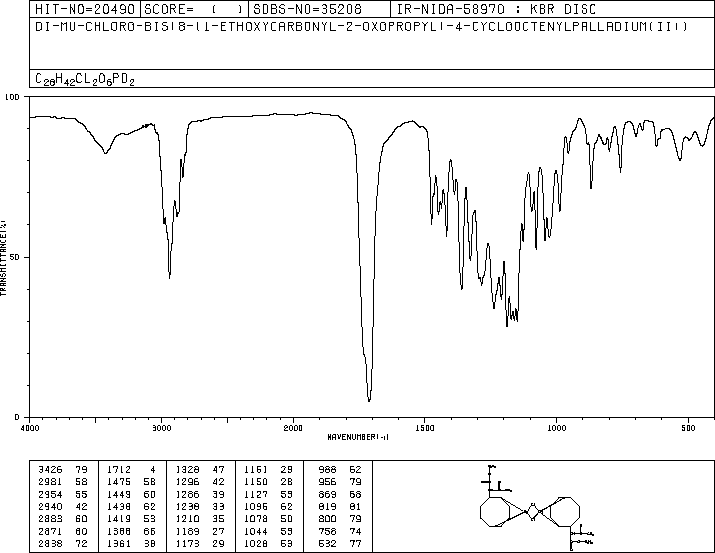 HIT-NO=20490 SCORE= ( ) SDBS-NO=35208 IR-NIDA-58970 : KBR DISC
DI-MU-CHLORO-BIS(8-(1-ETHOXYCARBONYL-2-OXOPROPYL)-4-CYCLOOCTENYLPALLADIUM(II))
C28H42CL2O6PD2
100
50
0
TRANSMITTANCE(%)
4000 3000 2000 1500 1000 500
WAVENUMBER(-1)
3426 79 1712 4 1328 47 1161 29 988 62
2981 58 1475 58 1296 42 1150 28 956 79
2954 55 1449 60 1286 39 1127 59 869 68
2940 42 1438 62 1238 33 1096 62 819 81
2883 60 1419 53 1210 35 1078 50 800 79
2871 60 1388 66 1189 27 1044 53 758 74
2838 72 1361 38 1173 29 1028 53 532 77